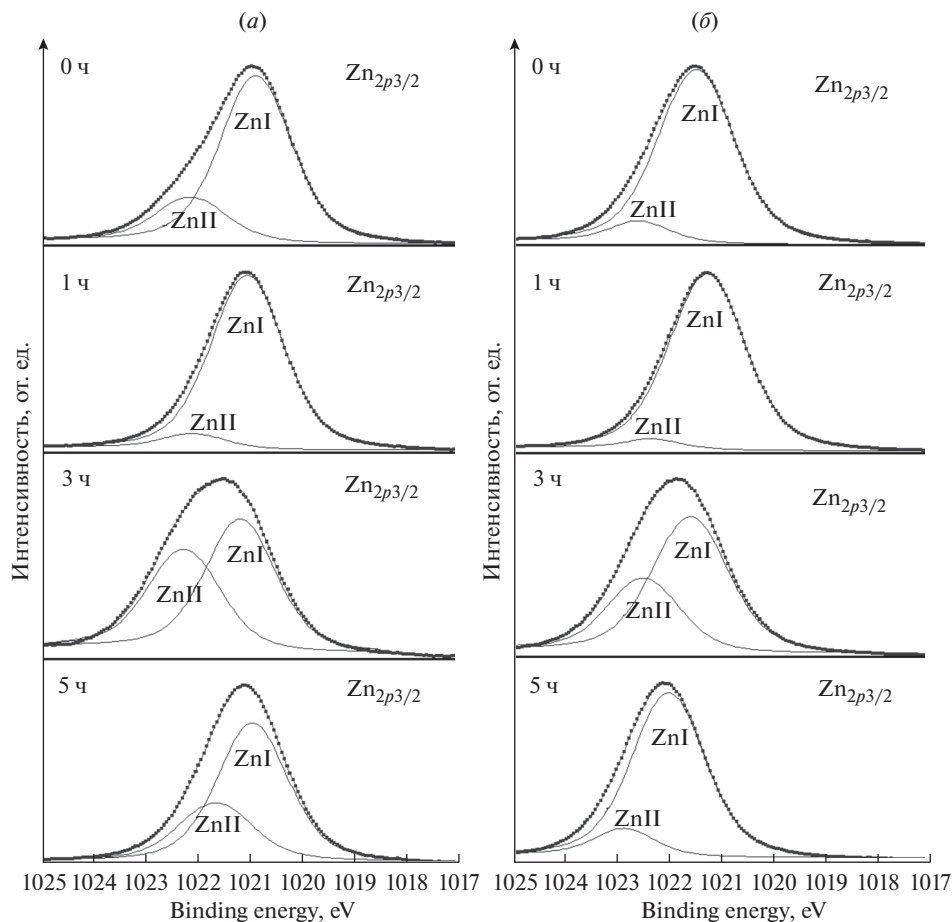 (а)
0 ч
Zn2p3/2
ZnI
ZnII
1 ч
Zn2p3/2
ZnI
ZnII
3 ч
Zn2p3/2
ZnI
ZnII
5 ч
Zn2p3/2
ZnI
ZnII
Интенсивность, от. ед.
1025 1024 1023 1022 1021 1020 1019 1018 1017
Binding energy, eV
(б)
0 ч
Zn2p3/2
ZnI
ZnII
1 ч
Zn2p3/2
ZnI
ZnII
3 ч
Zn2p3/2
ZnI
ZnII
5 ч
Zn2p3/2
ZnI
ZnII
Интенсивность, от. ед.
1025 1024 1023 1022 1021 1020 1019 1018 1017
Binding energy, eV